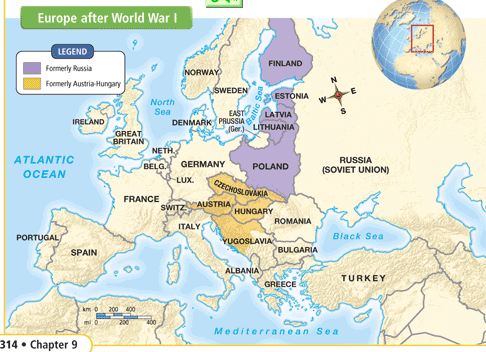 Europe after World War I
LEGEND
Formerly Russia
Formerly Austria-Hungary
N
W
E
S
FINLAND
NORWAY
SWEDEN
ESTONIA
North
Sea
Baltic Sea
LATVIA
DENMARK
EAST
PRUSSIA
(Ger.)
LITHUANIA
IRELAND
GREAT
BRITAIN
NETH.
BELG.
GERMANY
POLAND
RUSSIA
(SOVIET UNION)
ATLANTIC
OCEAN
LUX.
CZECHOSLOVAKIA
FRANCE
SWITZ.
AUSTRIA
HUNGARY
ROMANIA
ITALY
YUGOSLAVIA
Black Sea
PORTUGAL
SPAIN
BULGARIA
ALBANIA
GREECE
TURKEY
km 0 200 400
mi 0 200 400
Mediterranean Sea
314 • Chapter 9